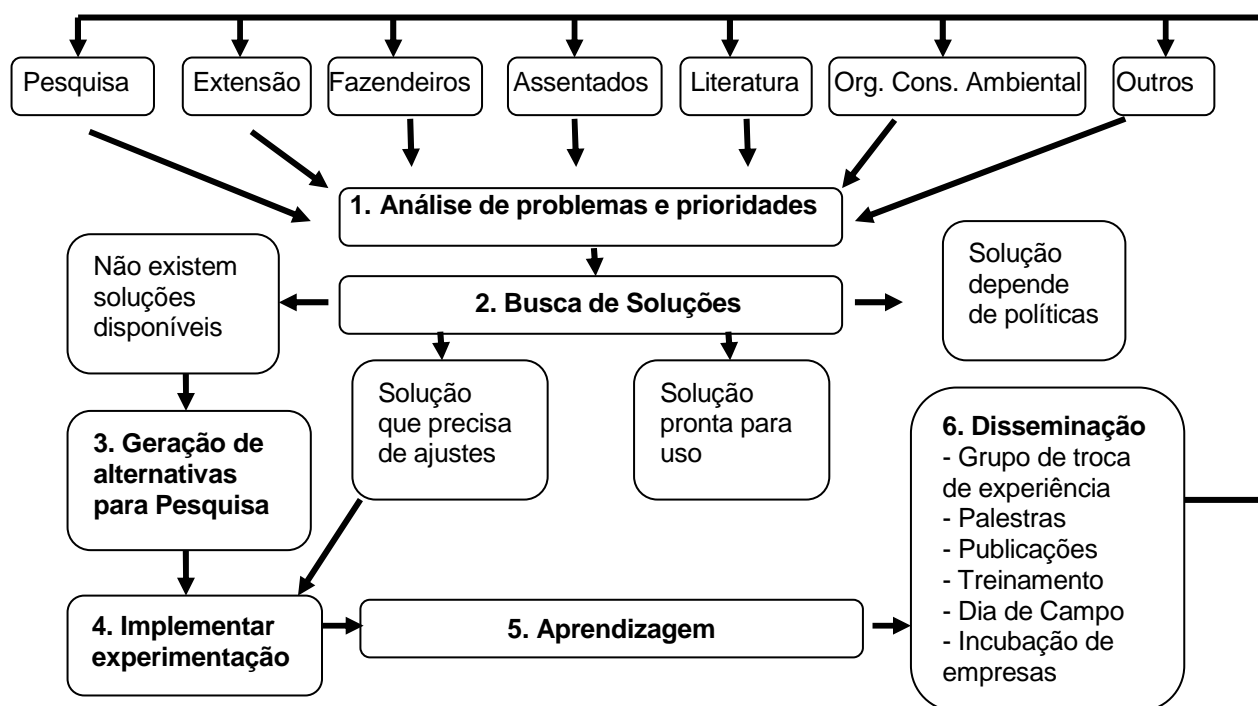 Pesquisa
Extensão
Fazendeiros
Assentados
Literatura
Org. Cons. Ambiental
Outros
1. Análise de problemas e prioridades
Não existem
soluções
disponíveis
2. Busca de Soluções
Solução
depende
de políticas
Solução
que precisa
de ajustes
Solução
pronta para
uso
3. Geração de
alternativas
para Pesquisa
4. Implementar
experimentação
5. Aprendizagem
6. Disseminação
- Grupo de troca
de experiência
- Palestras
- Publicações
- Treinamento
- Dia de Campo
- Incubação de
empresas